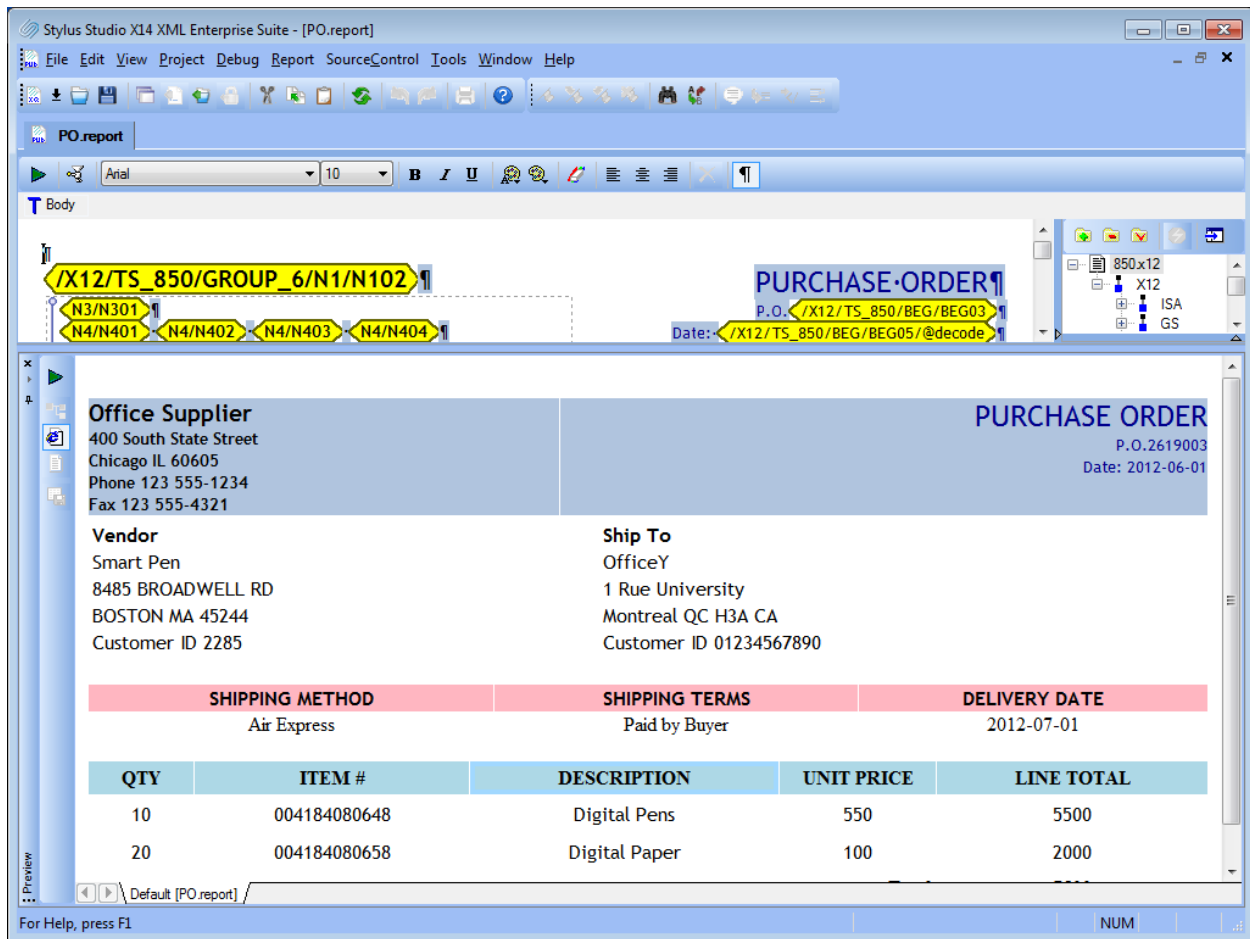 Stylus Studio X14 XML Enterprise Suite - [PO.report]
File Edit View Project Debug Report SourceControl Tools Window Help
PO.report
Arial 10 B I U ¶
T Body
¶
/X12/TS_850/GROUP_6/N1/N102 ¶
N3/N301 ¶
N4/N401 · N4/N402 · N4/N403 · N4/N404 ¶
PURCHASE·ORDER¶
P.O. /X12/TS_850/BEG/BEG03 ¶
Date:· /X12/TS_850/BEG/BEG05/@decode ¶
850.x12
X12
ISA
GS
Office Supplier
400 South State Street
Chicago IL 60605
Phone 123 555-1234
Fax 123 555-4321
PURCHASE ORDER
P.O.2619003
Date: 2012-06-01
Vendor
Smart Pen
8485 BROADWELL RD
BOSTON MA 45244
Customer ID 2285
Ship To
OfficeY
1 Rue University
Montreal QC H3A CA
Customer ID 01234567890
SHIPPING METHOD SHIPPING TERMS DELIVERY DATE
Air Express Paid by Buyer 2012-07-01
QTY ITEM # DESCRIPTION UNIT PRICE LINE TOTAL
10 004184080648 Digital Pens 550 5500
20 004184080658 Digital Paper 100 2000
Preview
Default [PO.report]
For Help, press F1
NUM